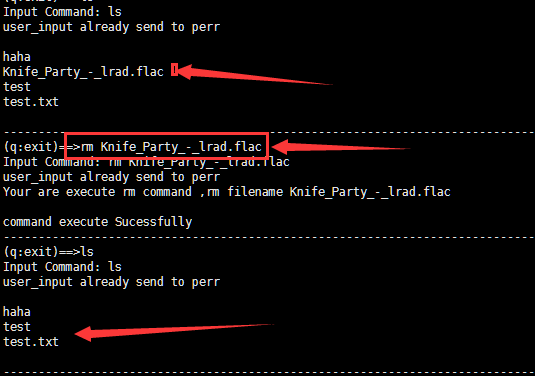 (q:exit)==>ls
Input Command: ls
user_input already send to perr
haha
Knife_Party_-_lrad.flac
test
test.txt
--------------------------------------------------------------------------
(q:exit)==>rm Knife_Party_-_lrad.flac
Input Command: rm Knife_Party_-_lrad.flac
user_input already send to perr
Your are execute rm command ,rm filename Knife_Party_-_lrad.flac
command execute Sucessfully
--------------------------------------------------------------------------
(q:exit)==>ls
Input Command: ls
user_input already send to perr
haha
test
test.txt
--------------------------------------------------------------------------